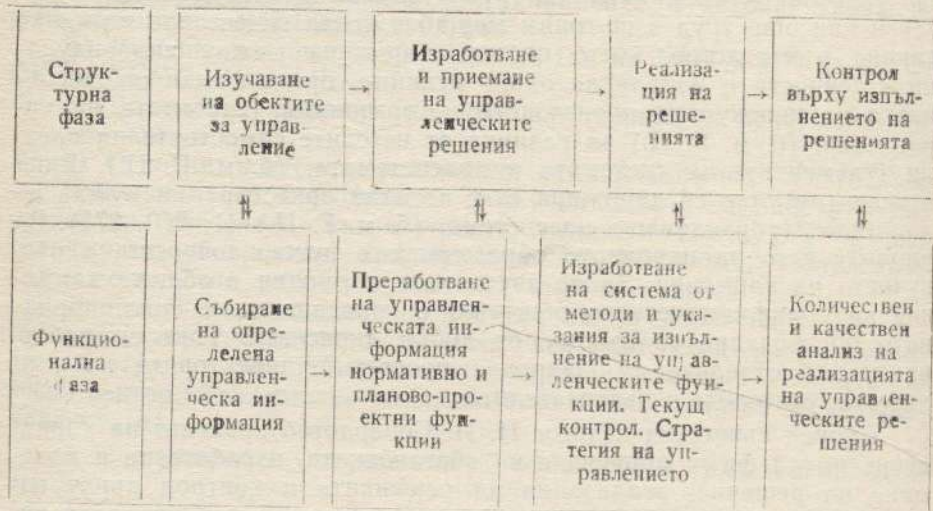 Струк-
турна
фаза
Изучаване
на обектите
за управ-
ление
→
Изработване
и приемане
на управ-
ленческите
решения
→
Реализа-
ция на
реше-
нията
→
Контрол
върху изпъл-
нението на
решенията
Функцио-
нална
фаза
Събиране
на опре-
делена
управлен-
ческа ин-
формация
→
Преработване
на управлен-
ческата ин-
формация
нормативно и
планово-про-
ектни фун-
кции
→
Изработване
на система от
методи и ука-
зания за изпъл-
нение на управ-
ленческите фун-
кции. Текущ
контрол. Стра-
тегия на уп-
равлението
→
Количествен
и качествен
анализ на
реализацията
на управлен-
ческите ре-
шения